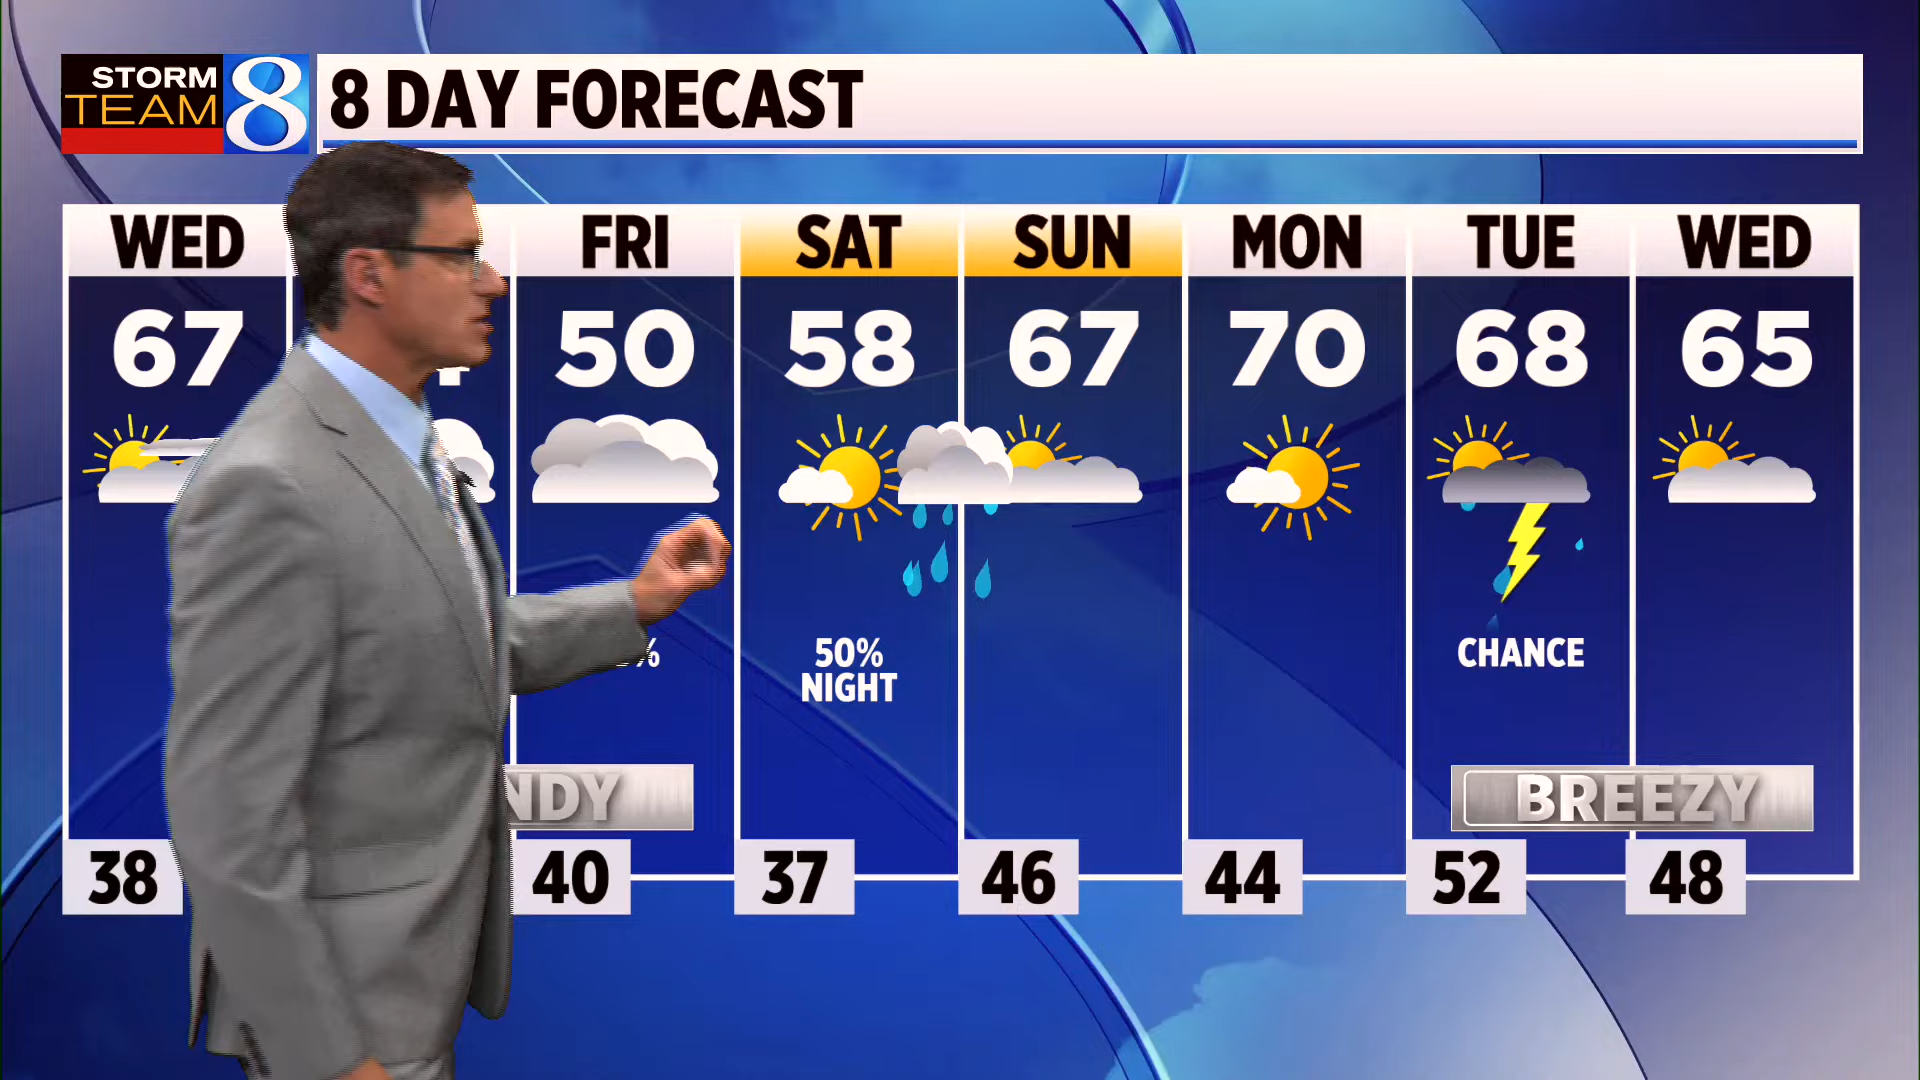 STORM
TEAM
8
8 DAY FORECAST
WED FRI SAT SUN MON TUE WED
67 50 58 67 70 68 65
% 50% CHANCE
NIGHT
NDY BREEZY
38 40 37 46 44 52 48